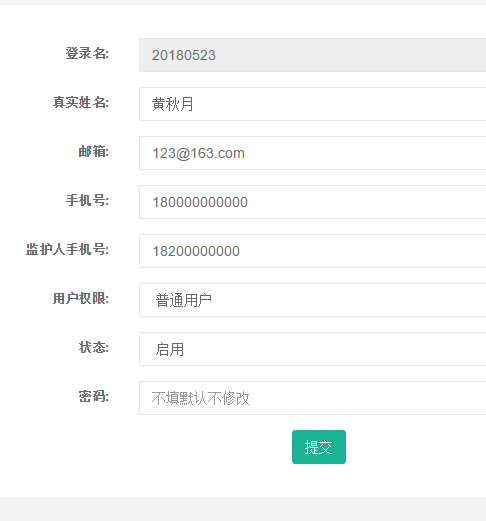 登录名: 20180523
真实姓名: 黄秋月
邮箱: 123@163.com
手机号: 180000000000
监护人手机号: 18200000000
用户权限: 普通用户
状态: 启用
密码: 不填默认不修改
提交